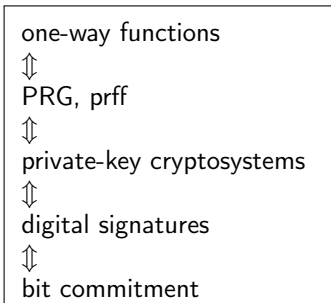 one-way functions
⇕
PRG, prff
⇕
private-key cryptosystems
⇕
digital signatures
⇕
bit commitment